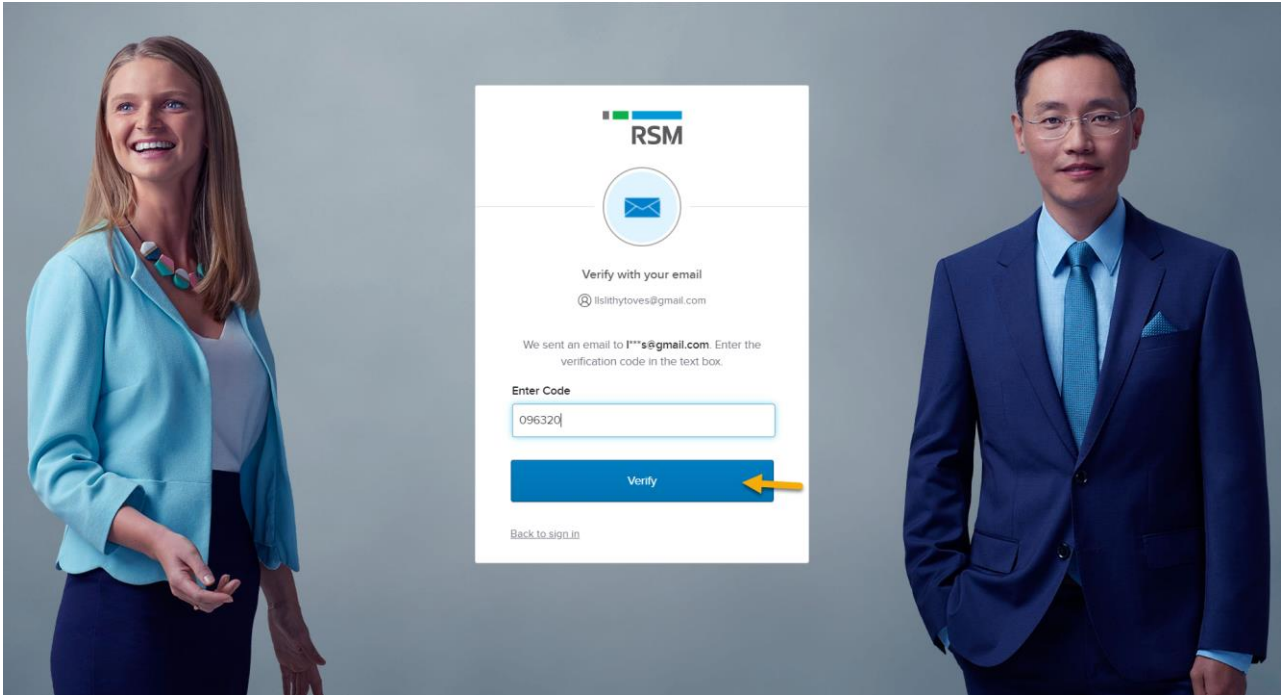 RSM
Verify with your email
llslithytoves@gmail.com
We sent an email to l***s@gmail.com. Enter the
verification code in the text box.
Enter Code
096320
Verify
Back to sign in